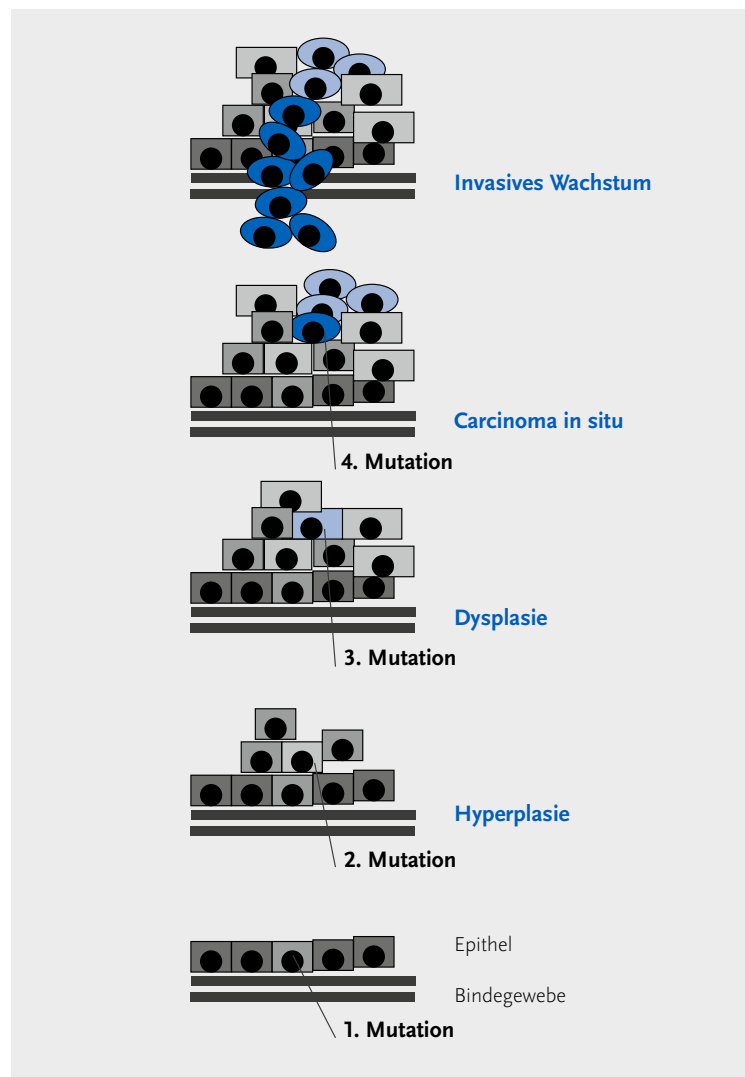 Invasives Wachstum
Carcinoma in situ
4. Mutation
Dysplasie
3. Mutation
Hyperplasie
2. Mutation
Epithel
Bindegewebe
1. Mutation